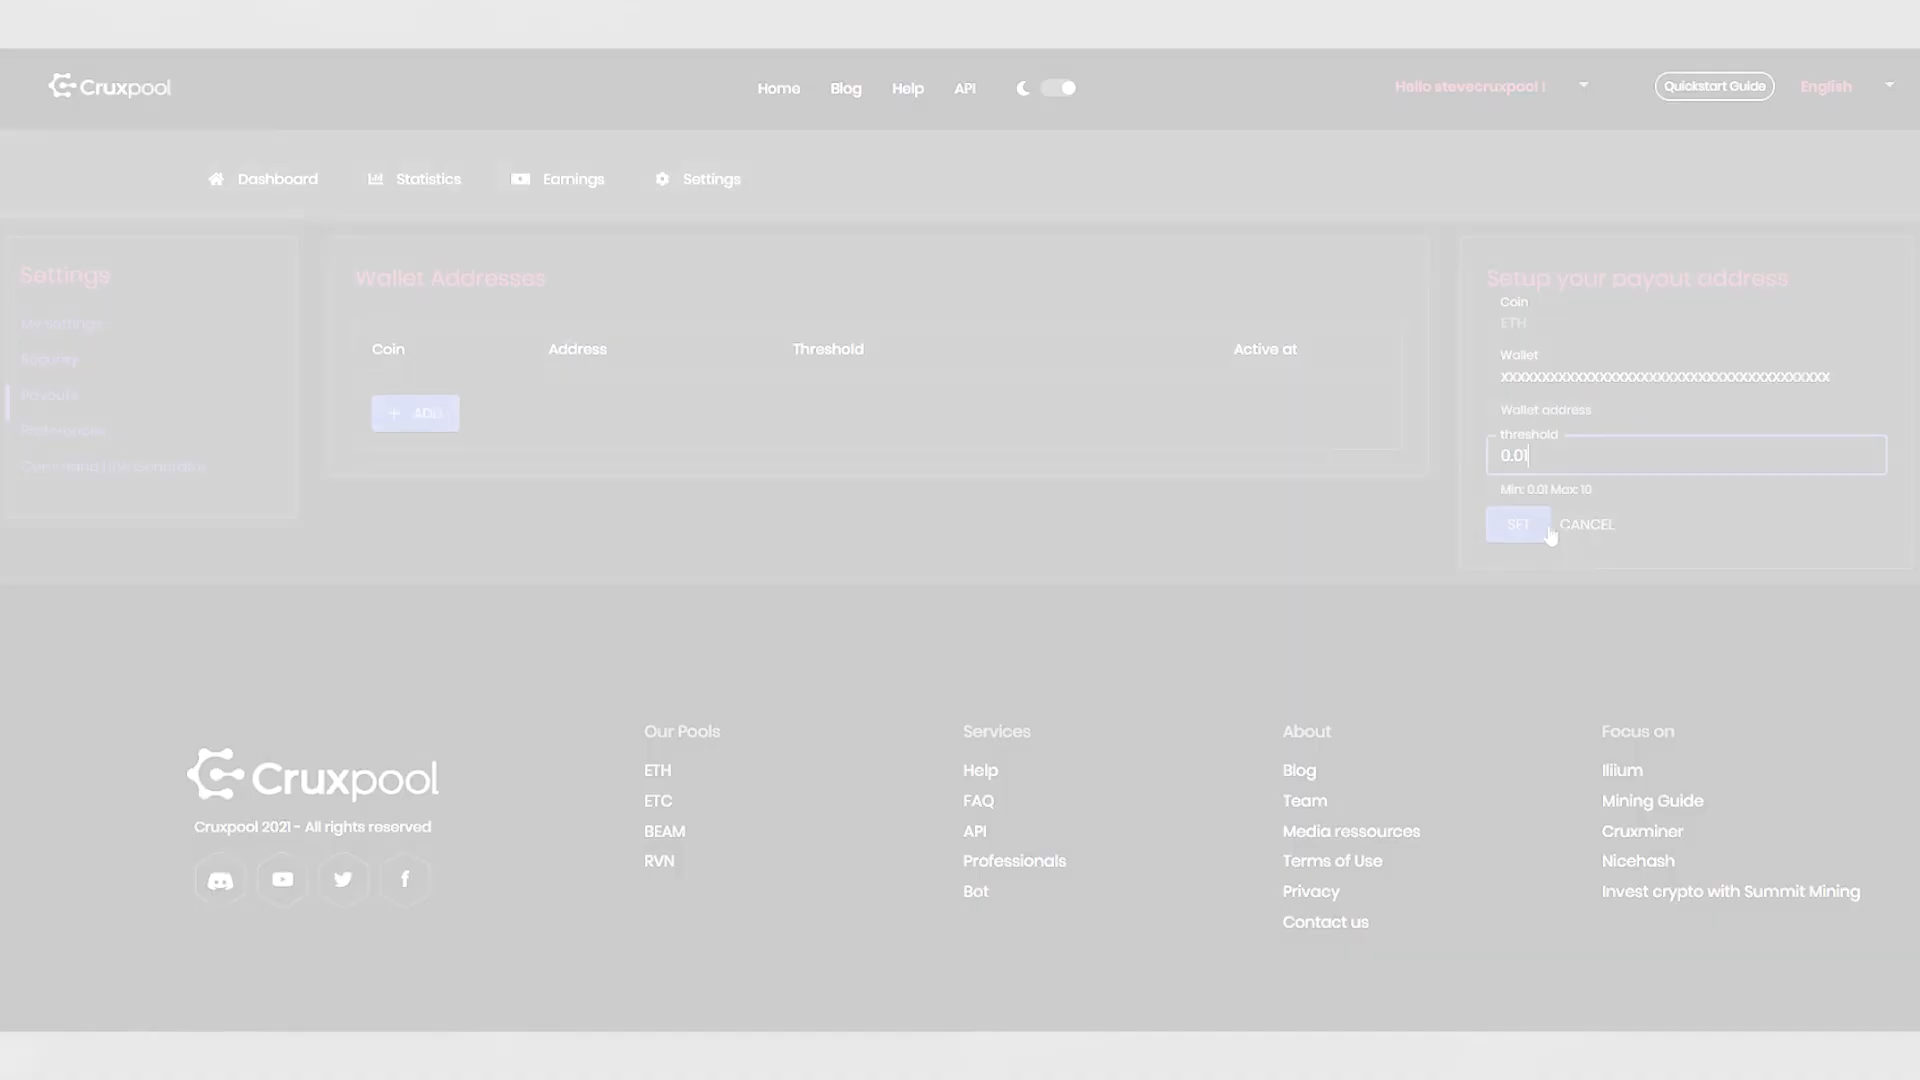 Cruxpool
Home Blog Help API
Hello stevecruxpool !
Quickstart Guide
English
Dashboard Statistics Earnings Settings
Settings
My Settings
Security
Payouts
Preferences
Command Line Generator
Wallet Addresses
Coin Address Threshold Active at
+ ADD
Setup your payout address
Coin
ETH
Wallet
Wallet address
threshold
0.01
Min: 0.01 Max: 10
SET CANCEL
Cruxpool
Cruxpool 2021 - All rights reserved
Our Pools
ETH
ETC
BEAM
RVN
Services
Help
FAQ
API
Professionals
Bot
About
Blog
Team
Media ressources
Terms of Use
Privacy
Contact us
Focus on
Ilium
Mining Guide
Cruxminer
Nicehash
Invest crypto with Summit Mining